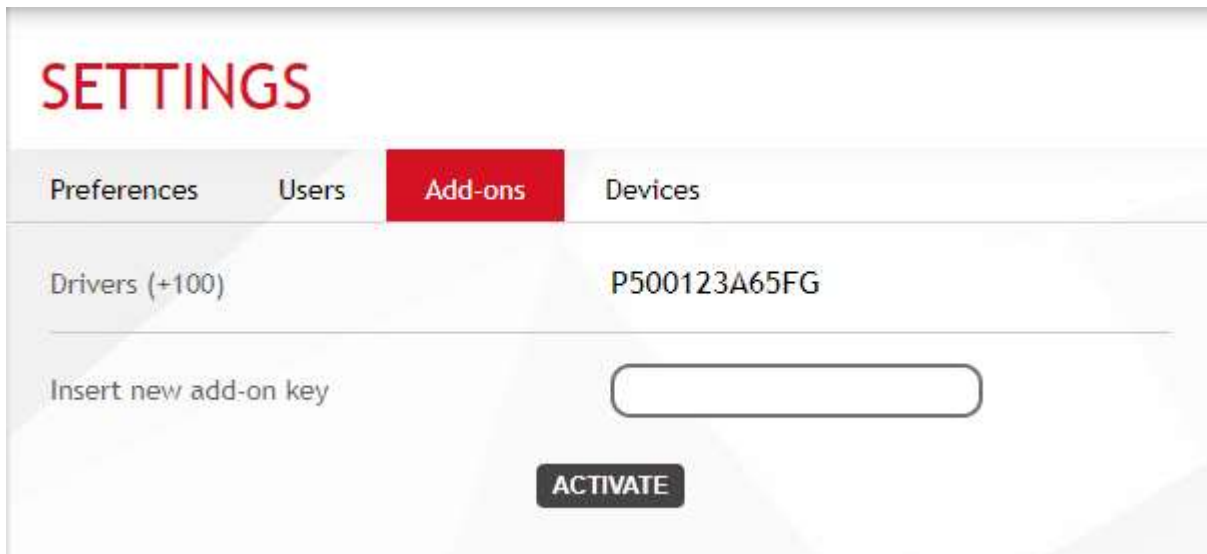 SETTINGS
Preferences Users Add-ons Devices
Drivers (+100) P500123A65FG
Insert new add-on key
ACTIVATE